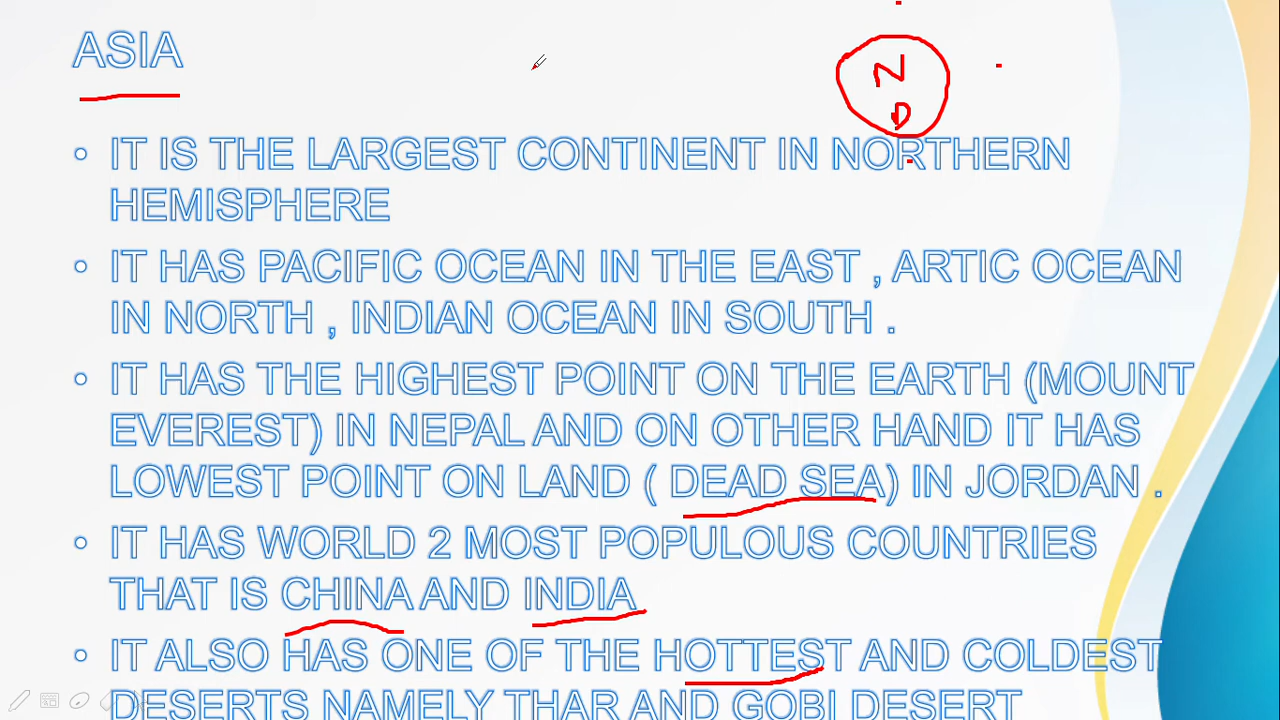 ASIA
N
D
• IT IS THE LARGEST CONTINENT IN NORTHERN
HEMISPHERE
• IT HAS PACIFIC OCEAN IN THE EAST , ARTIC OCEAN
IN NORTH , INDIAN OCEAN IN SOUTH .
• IT HAS THE HIGHEST POINT ON THE EARTH (MOUNT
EVEREST) IN NEPAL AND ON OTHER HAND IT HAS
LOWEST POINT ON LAND ( DEAD SEA) IN JORDAN .
• IT HAS WORLD 2 MOST POPULOUS COUNTRIES
THAT IS CHINA AND INDIA
• IT ALSO HAS ONE OF THE HOTTEST AND COLDEST
DESERTS NAMELY THAR AND GOBI DESERT